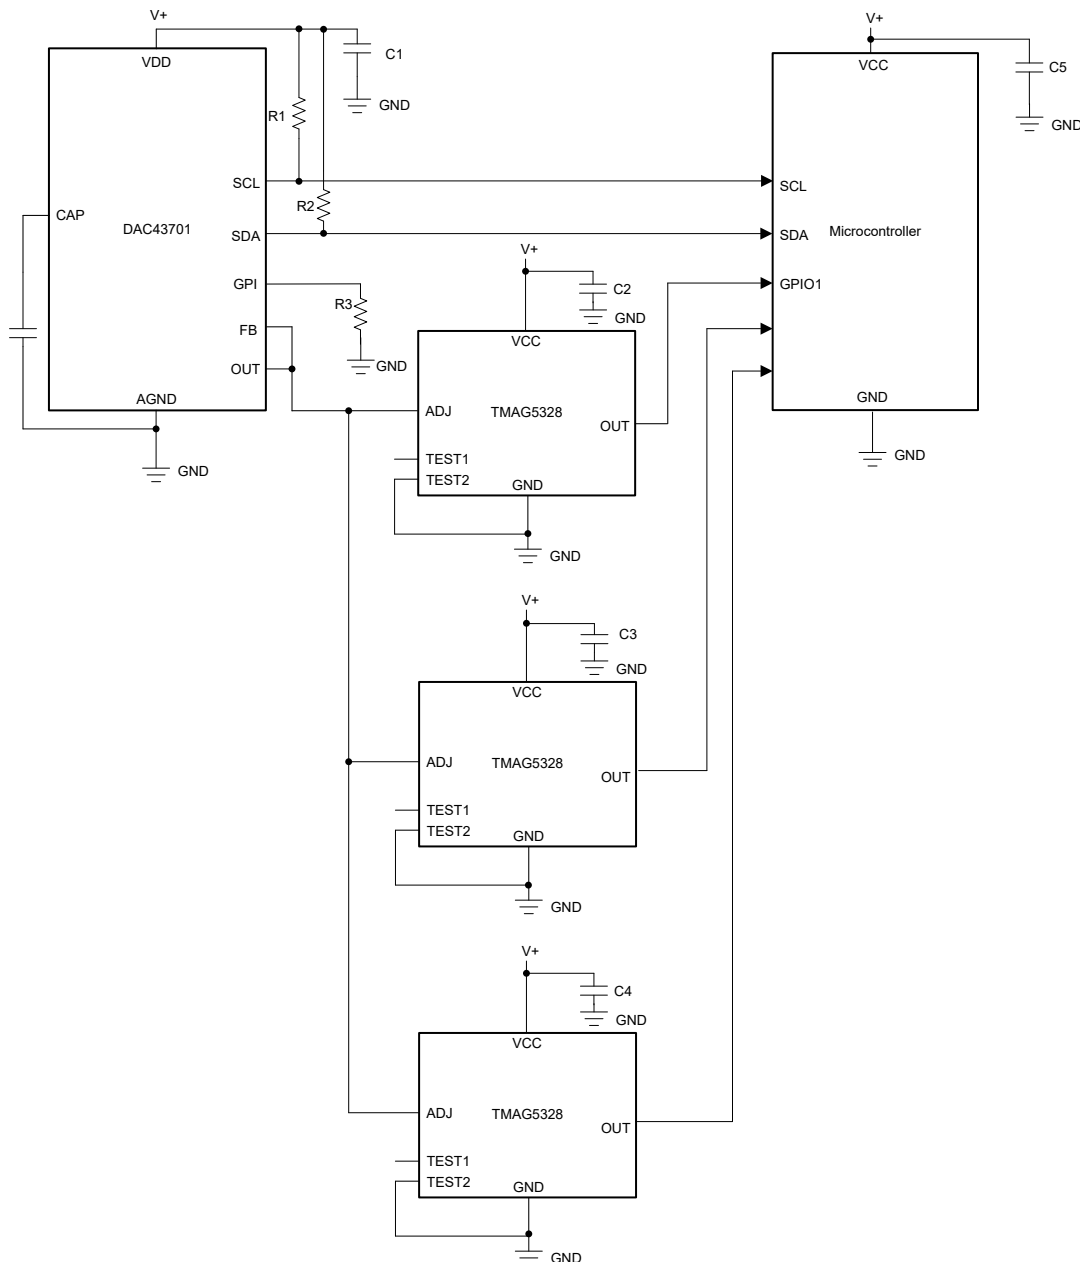 V+
VDD
C1
GND
R1
SCL
R2
CAP
DAC43701
SDA
GPI
R3
FB
GND
OUT
AGND
GND
V+
VCC
C5
GND
SCL
SDA
Microcontroller
GPIO1
GND
GND
V+
C2
GND
VCC
ADJ
TMAG5328
OUT
TEST1
TEST2
GND
GND
V+
C3
GND
VCC
ADJ
TMAG5328
OUT
TEST1
TEST2
GND
GND
V+
C4
GND
VCC
ADJ
TMAG5328
OUT
TEST1
TEST2
GND
GND